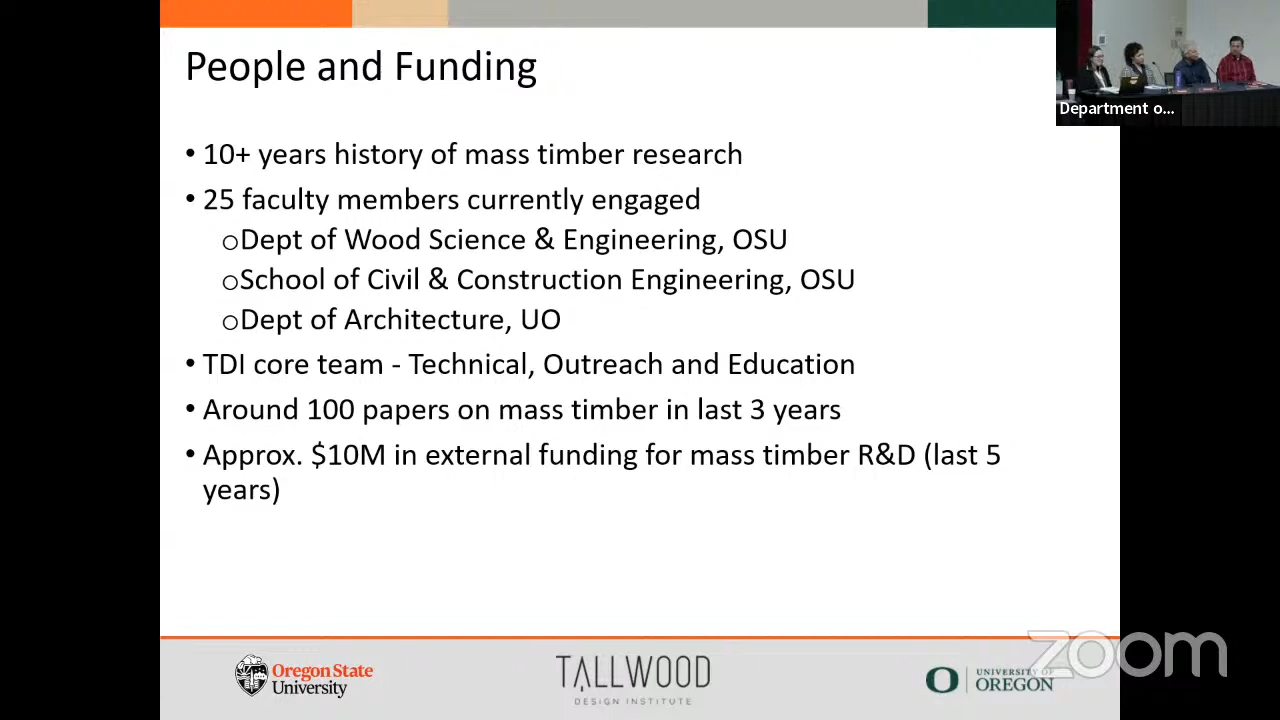 People and Funding
Department o...
• 10+ years history of mass timber research
• 25 faculty members currently engaged
oDept of Wood Science & Engineering, OSU
oSchool of Civil & Construction Engineering, OSU
oDept of Architecture, UO
• TDI core team - Technical, Outreach and Education
• Around 100 papers on mass timber in last 3 years
• Approx. $10M in external funding for mass timber R&D (last 5
years)
Oregon State
University
TALLWOOD
DESIGN INSTITUTE
UNIVERSITY OF
OREGON
zoom